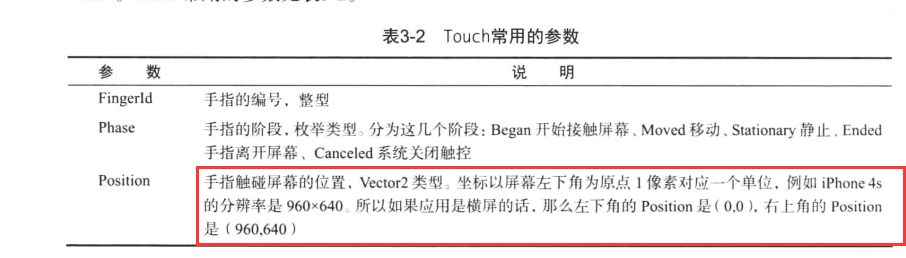 表3-2 Touch常用的参数
参 数 说 明
FingerId 手指的编号，整型
Phase 手指的阶段，枚举类型。分为这几个阶段：Began 开始接触屏幕、Moved 移动、Stationary 静止、Ended
手指离开屏幕、Canceled 系统关闭触控
Position 手指触碰屏幕的位置，Vector2 类型。坐标以屏幕左下角为原点 1 像素对应一个单位，例如 iPhone 4s
的分辨率是 960×640。所以如果应用是横屏的话，那么左下角的 Position 是（0,0），右上角的 Position
是（960,640）